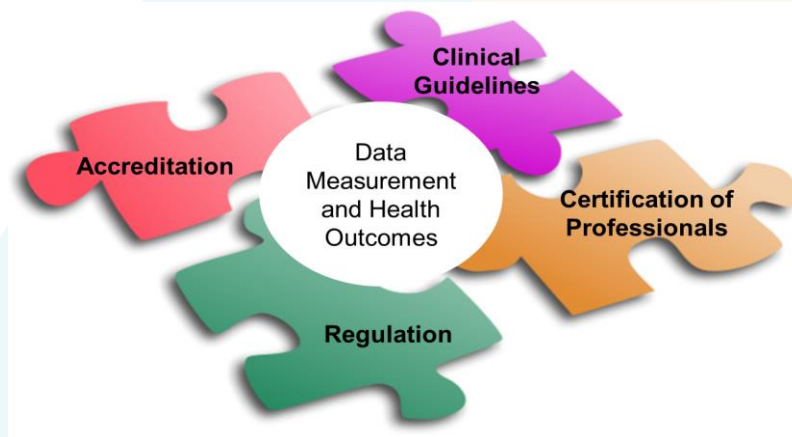 Clinical
Guidelines
Accreditation
Data
Measurement
and Health
Outcomes
Certification of
Professionals
Regulation